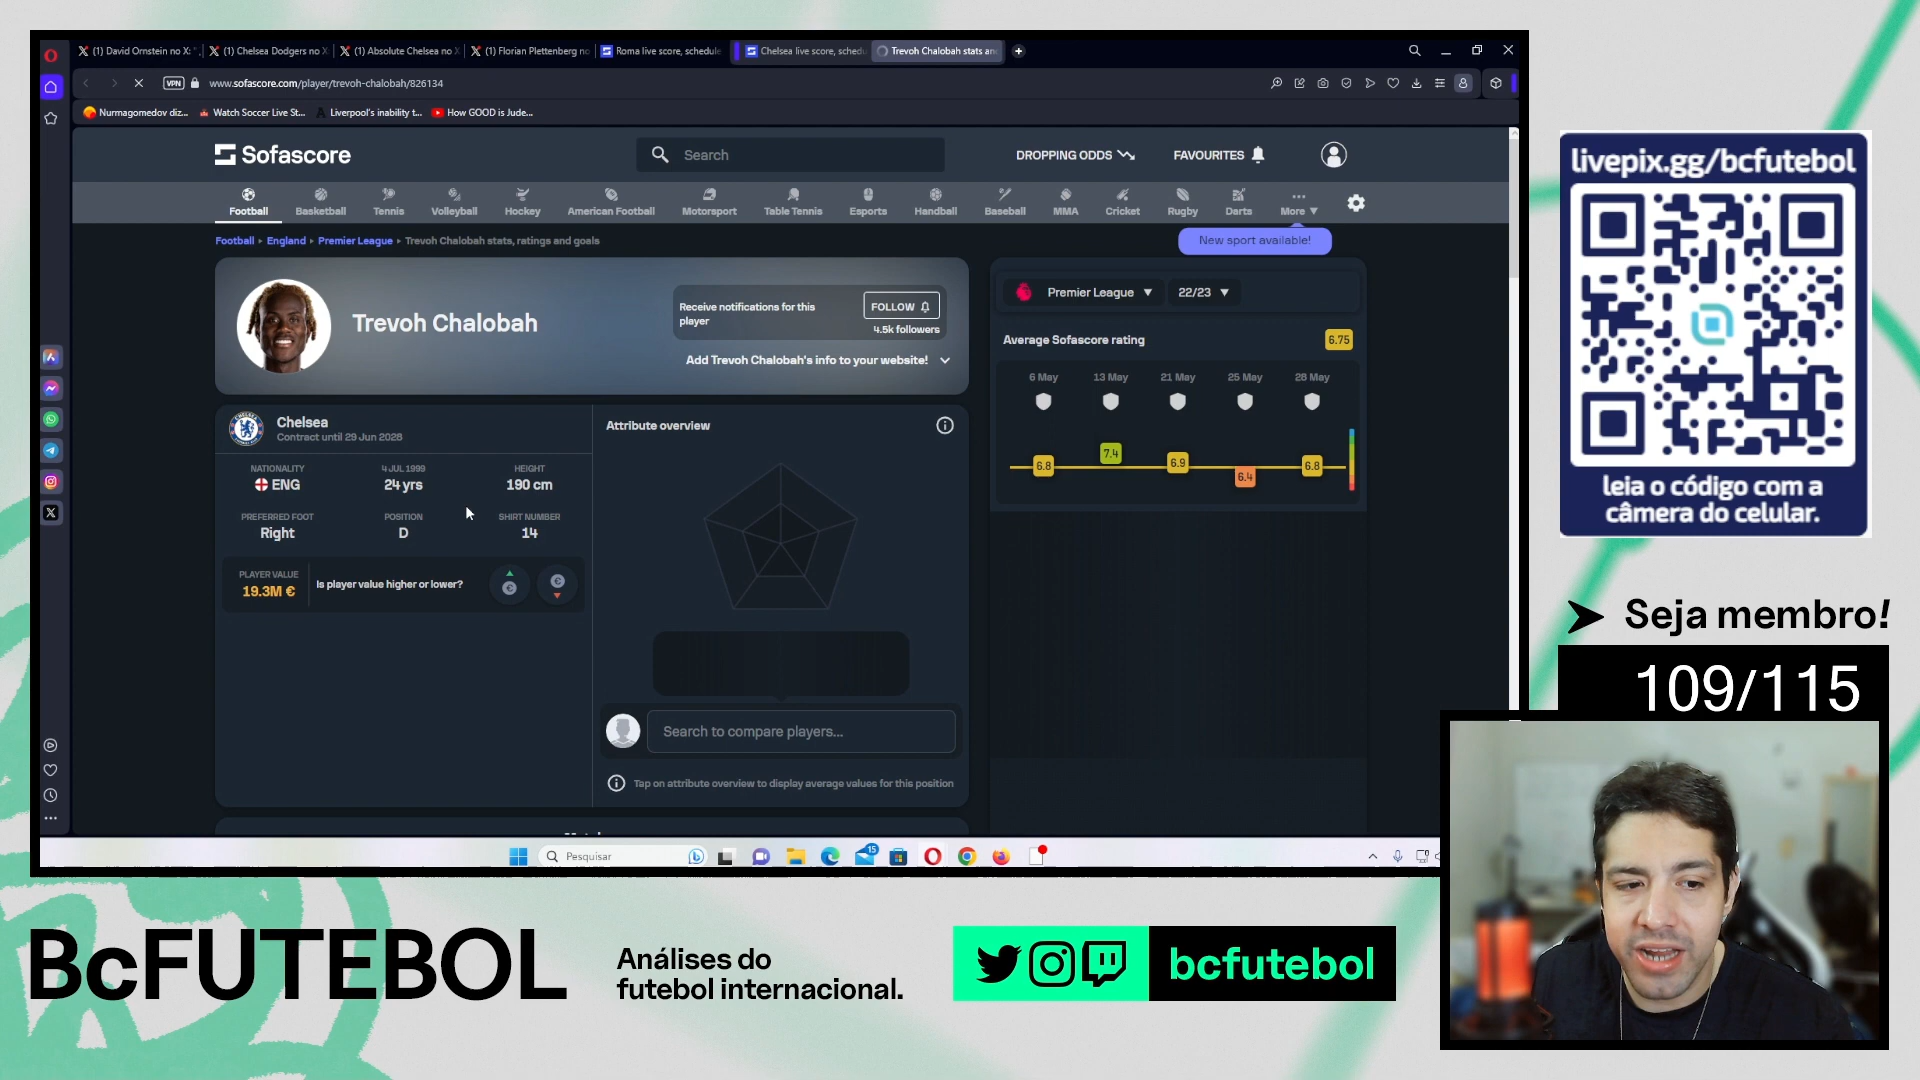 (1) David Ornstein no X: "
(1) Chelsea Dodgers no X
(1) Absolute Chelsea no X
(1) Florian Plettenberg no
Roma live score, schedule
Chelsea live score, schedu
Trevoh Chalobah stats an
VPN
www.sofascore.com/player/trevoh-chalobah/826134
Nurmagomedov diz...
Watch Soccer Live St...
Liverpool's inability t...
How GOOD is Jude...
Sofascore
Search
DROPPING ODDS
FAVOURITES
Football
Basketball
Tennis
Volleyball
Hockey
American Football
Motorsport
Table Tennis
Esports
Handball
Baseball
MMA
Cricket
Rugby
Darts
More
Football
England
Premier League
Trevoh Chalobah stats, ratings and goals
New sport available!
Trevoh Chalobah
Receive notifications for this
player
FOLLOW
4.5k followers
Add Trevoh Chalobah's info to your website!
Premier League
22/23
Average Sofascore rating
6.75
6 May
13 May
21 May
25 May
28 May
6.8
7.4
6.9
6.4
6.8
Chelsea
Contract until 29 Jun 2028
NATIONALITY
ENG
4 JUL 1999
24 yrs
HEIGHT
190 cm
PREFERRED FOOT
Right
POSITION
D
SHIRT NUMBER
14
PLAYER VALUE
19.3M €
Is player value higher or lower?
Attribute overview
Search to compare players...
Tap on attribute overview to display average values for this position
Pesquisar
15
livepix.gg/bcfutebol
leia o código com a
câmera do celular.
Seja membro!
109/115
BcFUTEBOL
Análises do
futebol internacional.
bcfutebol